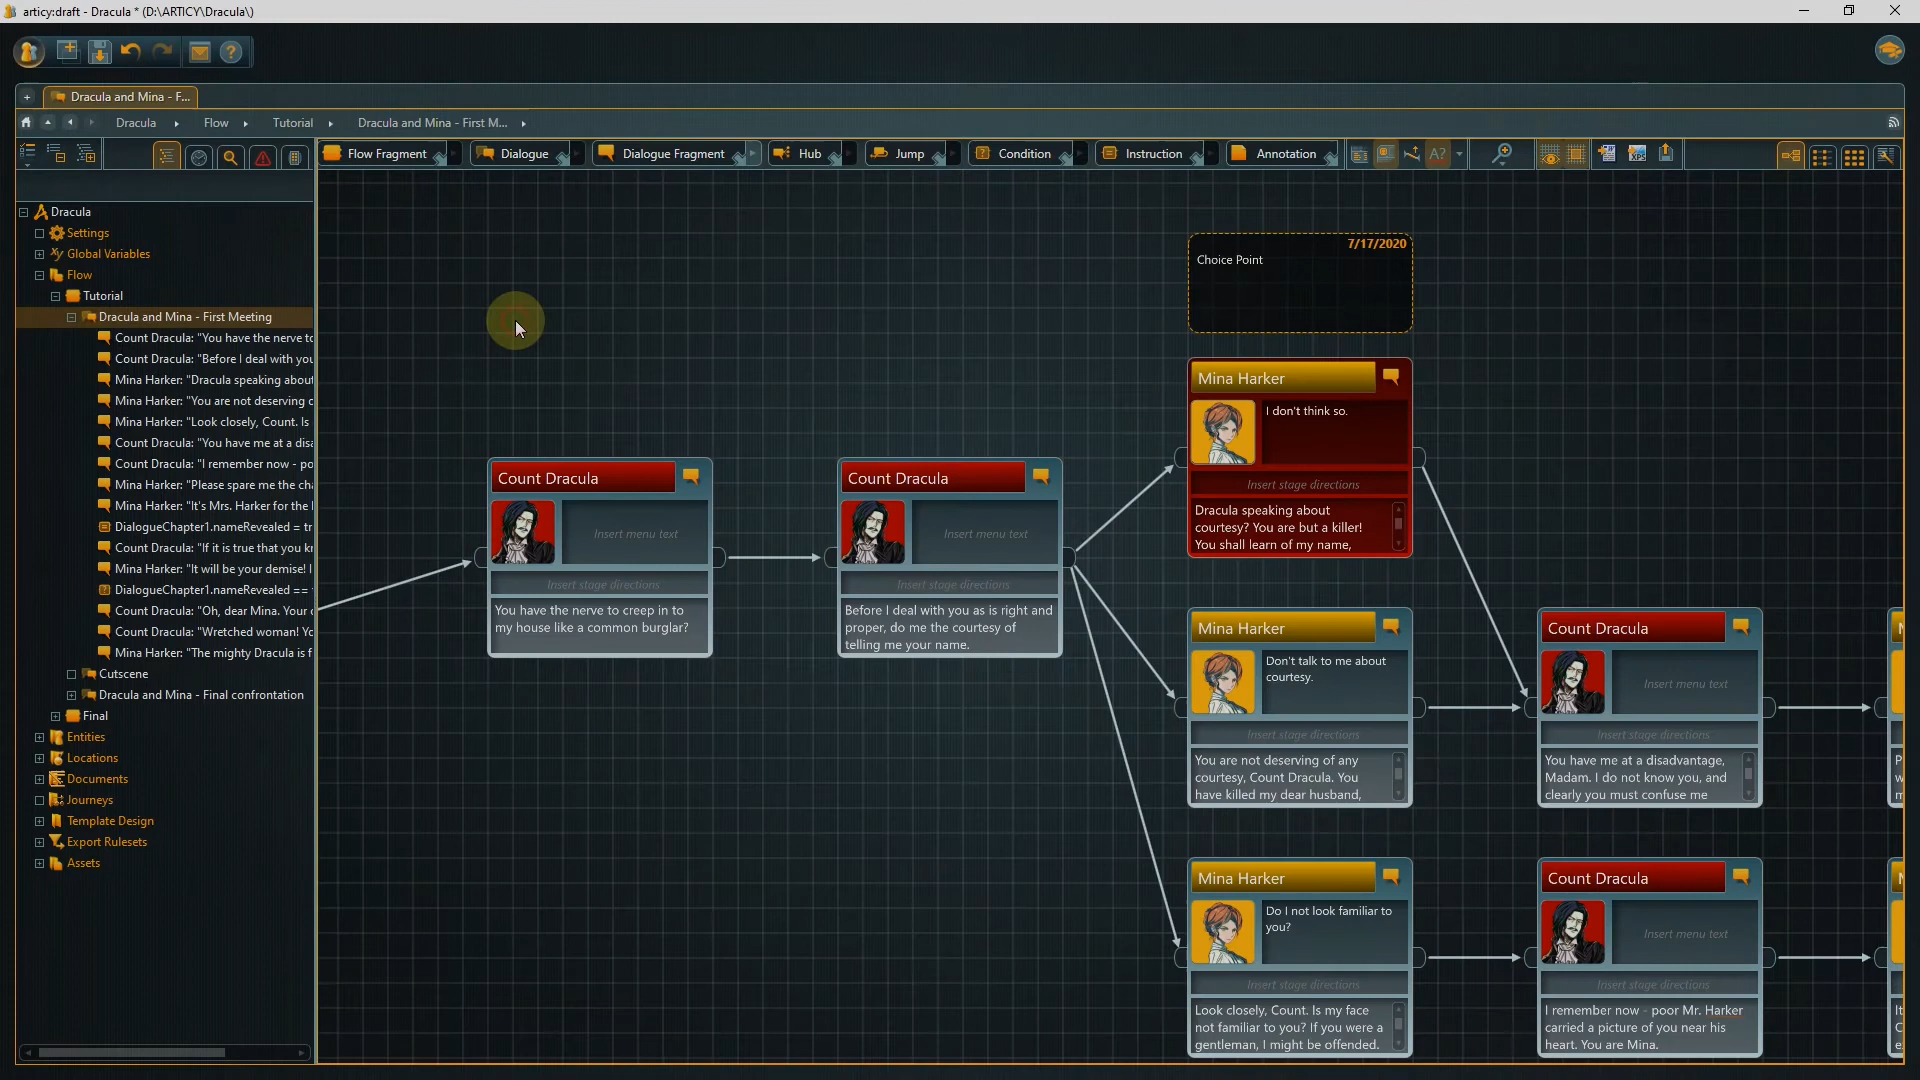 articy:draft - Dracula * (D:\ARTICY\Dracula\)
Dracula and Mina - F...
Dracula
Flow
Tutorial
Dracula and Mina - First M...
Flow Fragment
Dialogue
Dialogue Fragment
Hub
Jump
Condition
Instruction
Annotation
Dracula
Settings
Global Variables
Flow
Tutorial
Dracula and Mina - First Meeting
Count Dracula: "You have the nerve to
Count Dracula: "Before I deal with you
Mina Harker: "Dracula speaking about
Mina Harker: "You are not deserving o
Mina Harker: "Look closely, Count. Is
Count Dracula: "You have me at a disa
Count Dracula: "I remember now - po
Mina Harker: "Please spare me the cha
Mina Harker: "It's Mrs. Harker for the
DialogueChapter1.nameRevealed = tr
Count Dracula: "If it is true that you kn
Mina Harker: "It will be your demise! I
DialogueChapter1.nameRevealed ==
Count Dracula: "Oh, dear Mina. Your
Count Dracula: "Wretched woman! Yo
Mina Harker: "The mighty Dracula is f
Cutscene
Dracula and Mina - Final confrontation
Final
Entities
Locations
Documents
Journeys
Template Design
Export Rulesets
Assets
7/17/2020
Choice Point
Count Dracula
Insert menu text
Insert stage directions
You have the nerve to creep in to
my house like a common burglar?
Count Dracula
Insert menu text
Insert stage directions
Before I deal with you as is right and
proper, do me the courtesy of
telling me your name.
Mina Harker
I don't think so.
Insert stage directions
Dracula speaking about
courtesy? You are but a killer!
You shall learn of my name,
Mina Harker
Don't talk to me about
courtesy.
Insert stage directions
You are not deserving of any
courtesy, Count Dracula. You
have killed my dear husband,
Count Dracula
Insert menu text
Insert stage directions
You have me at a disadvantage,
Madam. I do not know you, and
clearly you must confuse me
Mina Harker
Do I not look familiar to
you?
Insert stage directions
Look closely, Count. Is my face
not familiar to you? If you were a
gentleman, I might be offended.
Count Dracula
Insert menu text
Insert stage directions
I remember now - poor Mr. Harker
carried a picture of you near his
heart. You are Mina.